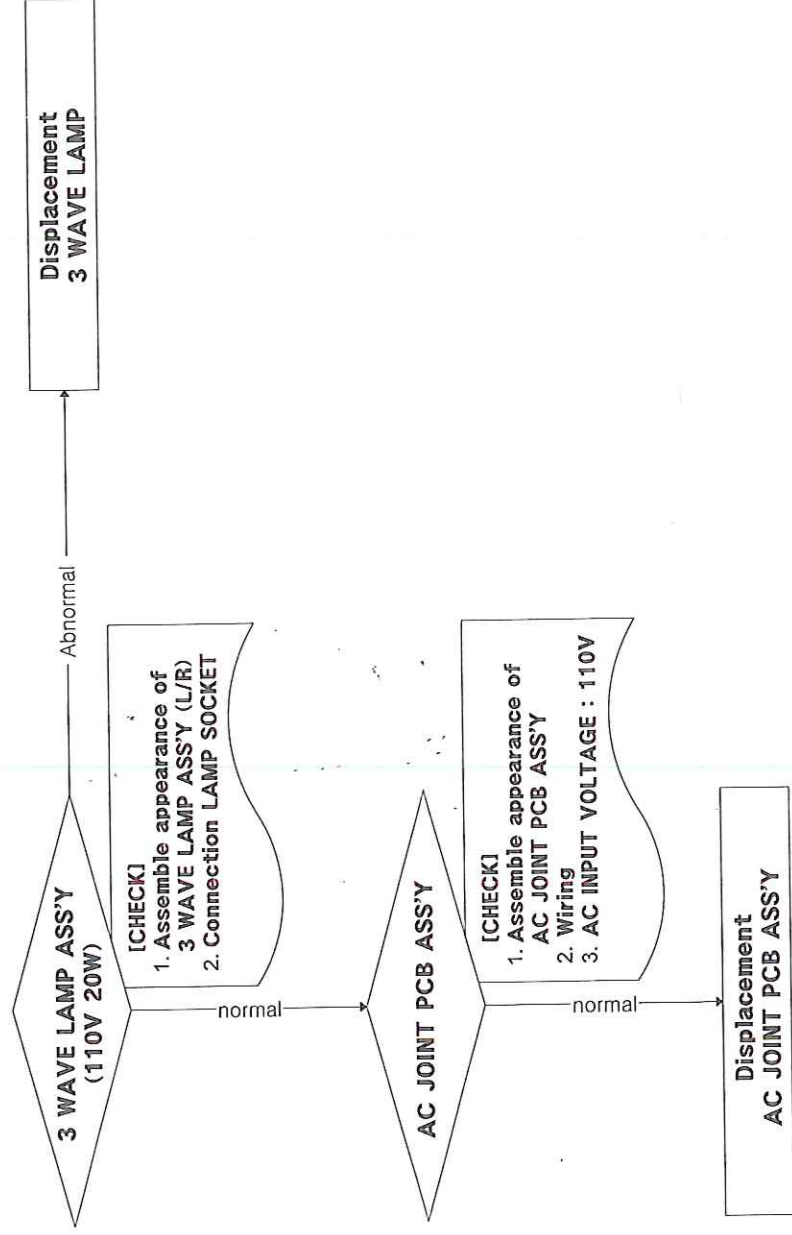 3 WAVE LAMP ASS'Y
(110V 20W)
Abnormal
Displacement
3 WAVE LAMP
[CHECK]
1. Assemble appearance of
3 WAVE LAMP ASS'Y (L/R)
2. Connection LAMP SOCKET
normal
AC JOINT PCB ASS'Y
[CHECK]
1. Assemble appearance of
AC JOINT PCB ASS'Y
2. Wiring
3. AC INPUT VOLTAGE : 110V
normal
Displacement
AC JOINT PCB ASS'Y